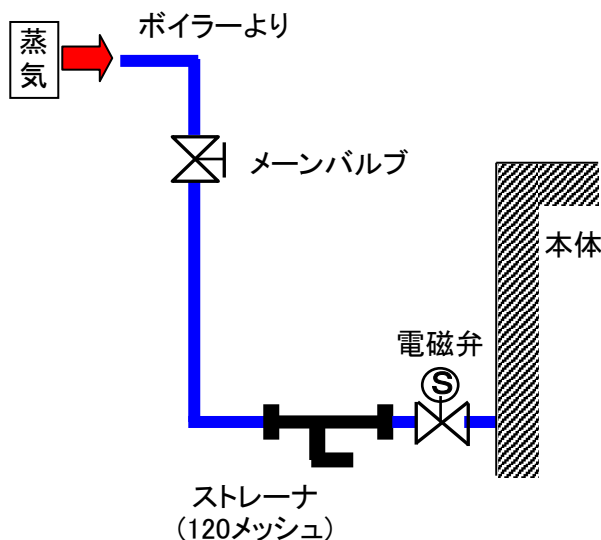 蒸
気
ボイラーより
メーンバルブ
本体
電磁弁
S
ストレーナ
(120メッシュ)